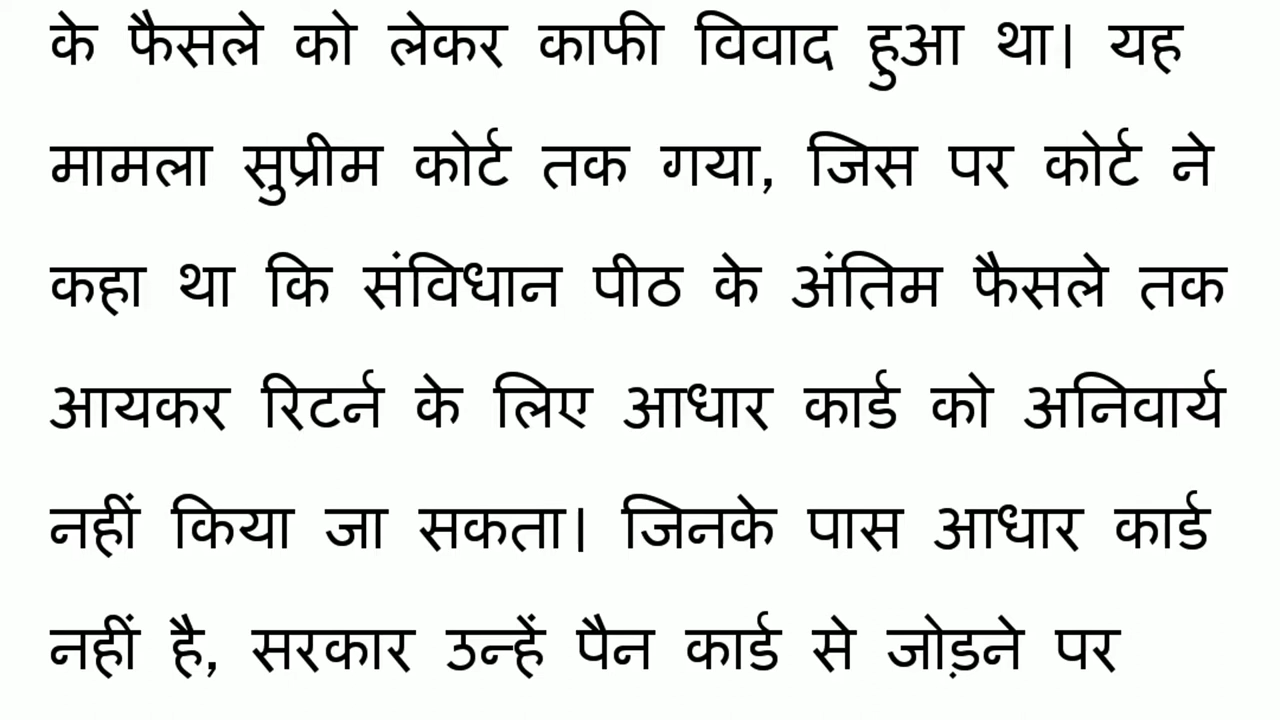 के फैसले को लेकर काफी विवाद हुआ था। यह
मामला सुप्रीम कोर्ट तक गया, जिस पर कोर्ट ने
कहा था कि संविधान पीठ के अंतिम फैसले तक
आयकर रिटर्न के लिए आधार कार्ड को अनिवार्य
नहीं किया जा सकता। जिनके पास आधार कार्ड
नहीं है, सरकार उन्हें पैन कार्ड से जोड़ने पर